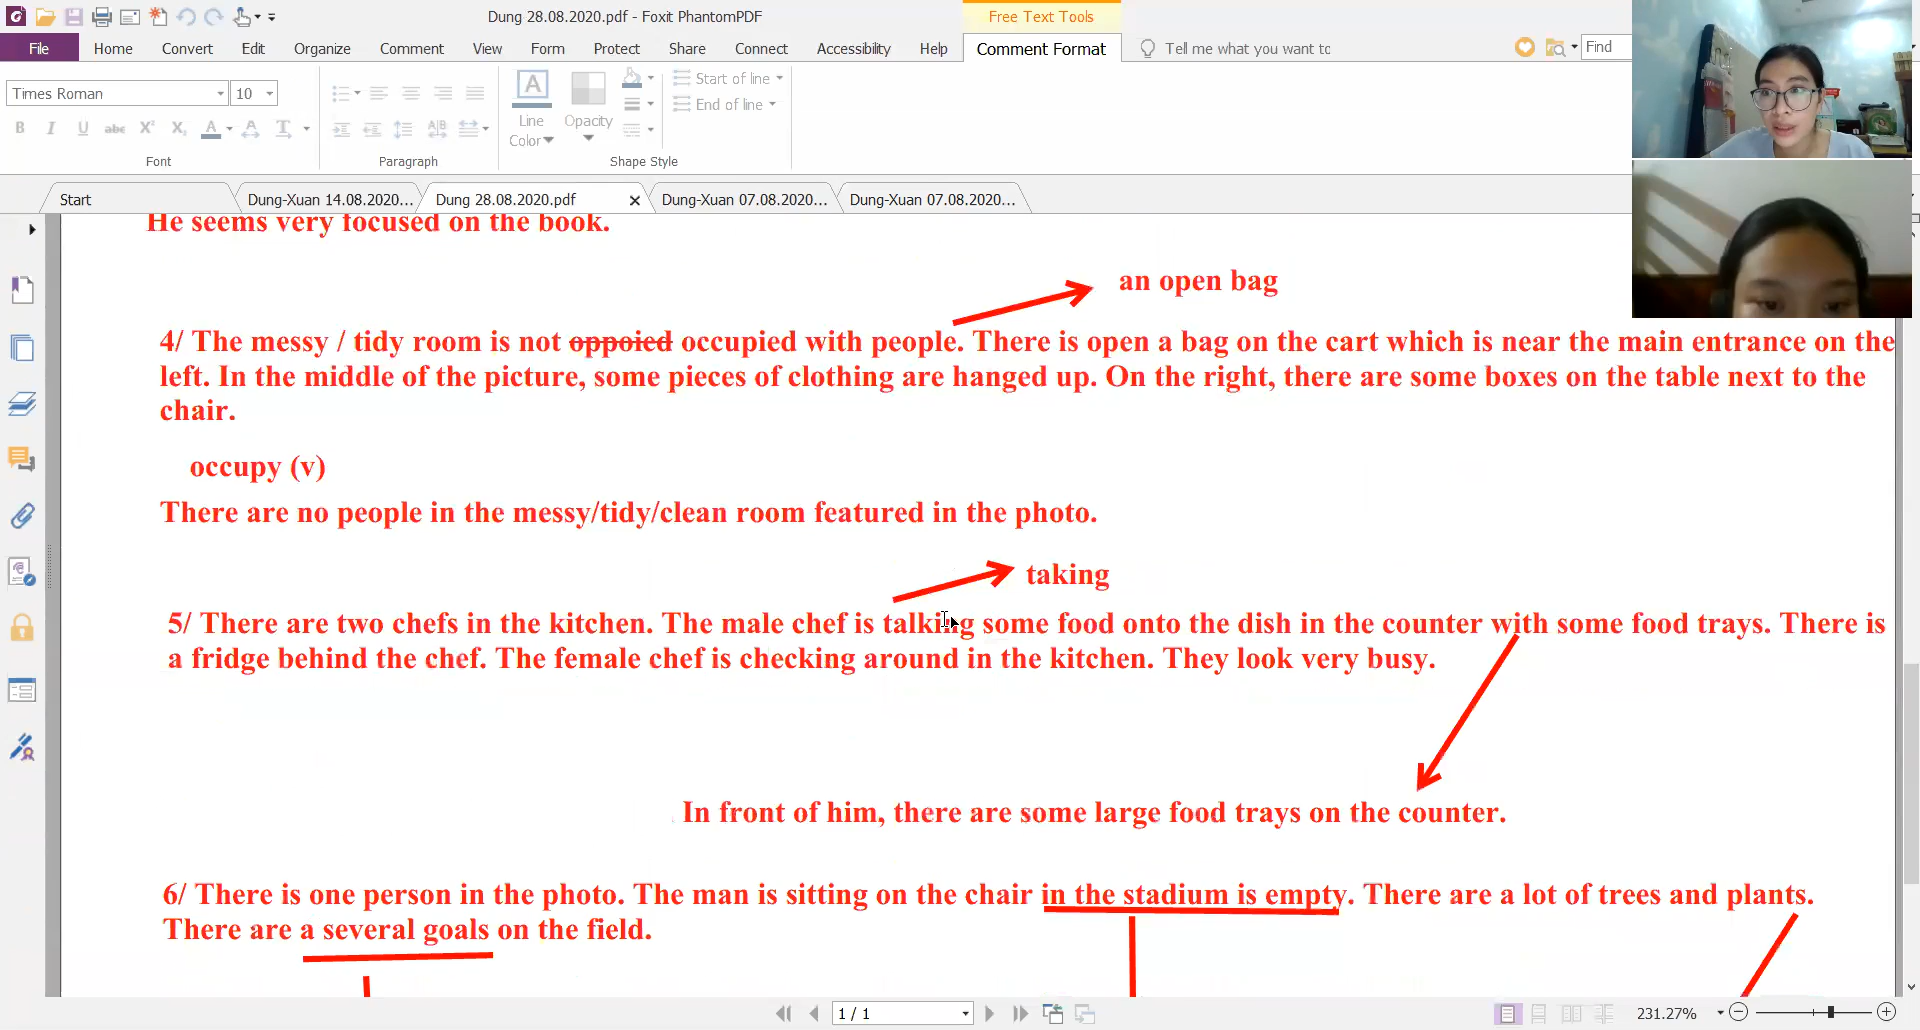 Dung 28.08.2020.pdf - Foxit PhantomPDF
Free Text Tools
File Home Convert Edit Organize Comment View Form Protect Share Connect Accessibility Help Comment Format Tell me what you want to Find
Times Roman 10
Start of line
End of line
Line Color
Opacity
B I U abc X² X₂ A A T
Font Paragraph Shape Style
Start Dung-Xuan 14.08.2020... Dung 28.08.2020.pdf Dung-Xuan 07.08.2020... Dung-Xuan 07.08.2020...
He seems very focused on the book.
an open bag
4/ The messy / tidy room is not oppoied occupied with people. There is open a bag on the cart which is near the main entrance on the
left. In the middle of the picture, some pieces of clothing are hanged up. On the right, there are some boxes on the table next to the
chair.
occupy (v)
There are no people in the messy/tidy/clean room featured in the photo.
taking
5/ There are two chefs in the kitchen. The male chef is talking some food onto the dish in the counter with some food trays. There is
a fridge behind the chef. The female chef is checking around in the kitchen. They look very busy.
In front of him, there are some large food trays on the counter.
6/ There is one person in the photo. The man is sitting on the chair in the stadium is empty. There are a lot of trees and plants.
There are a several goals on the field.
1 / 1
231.27%